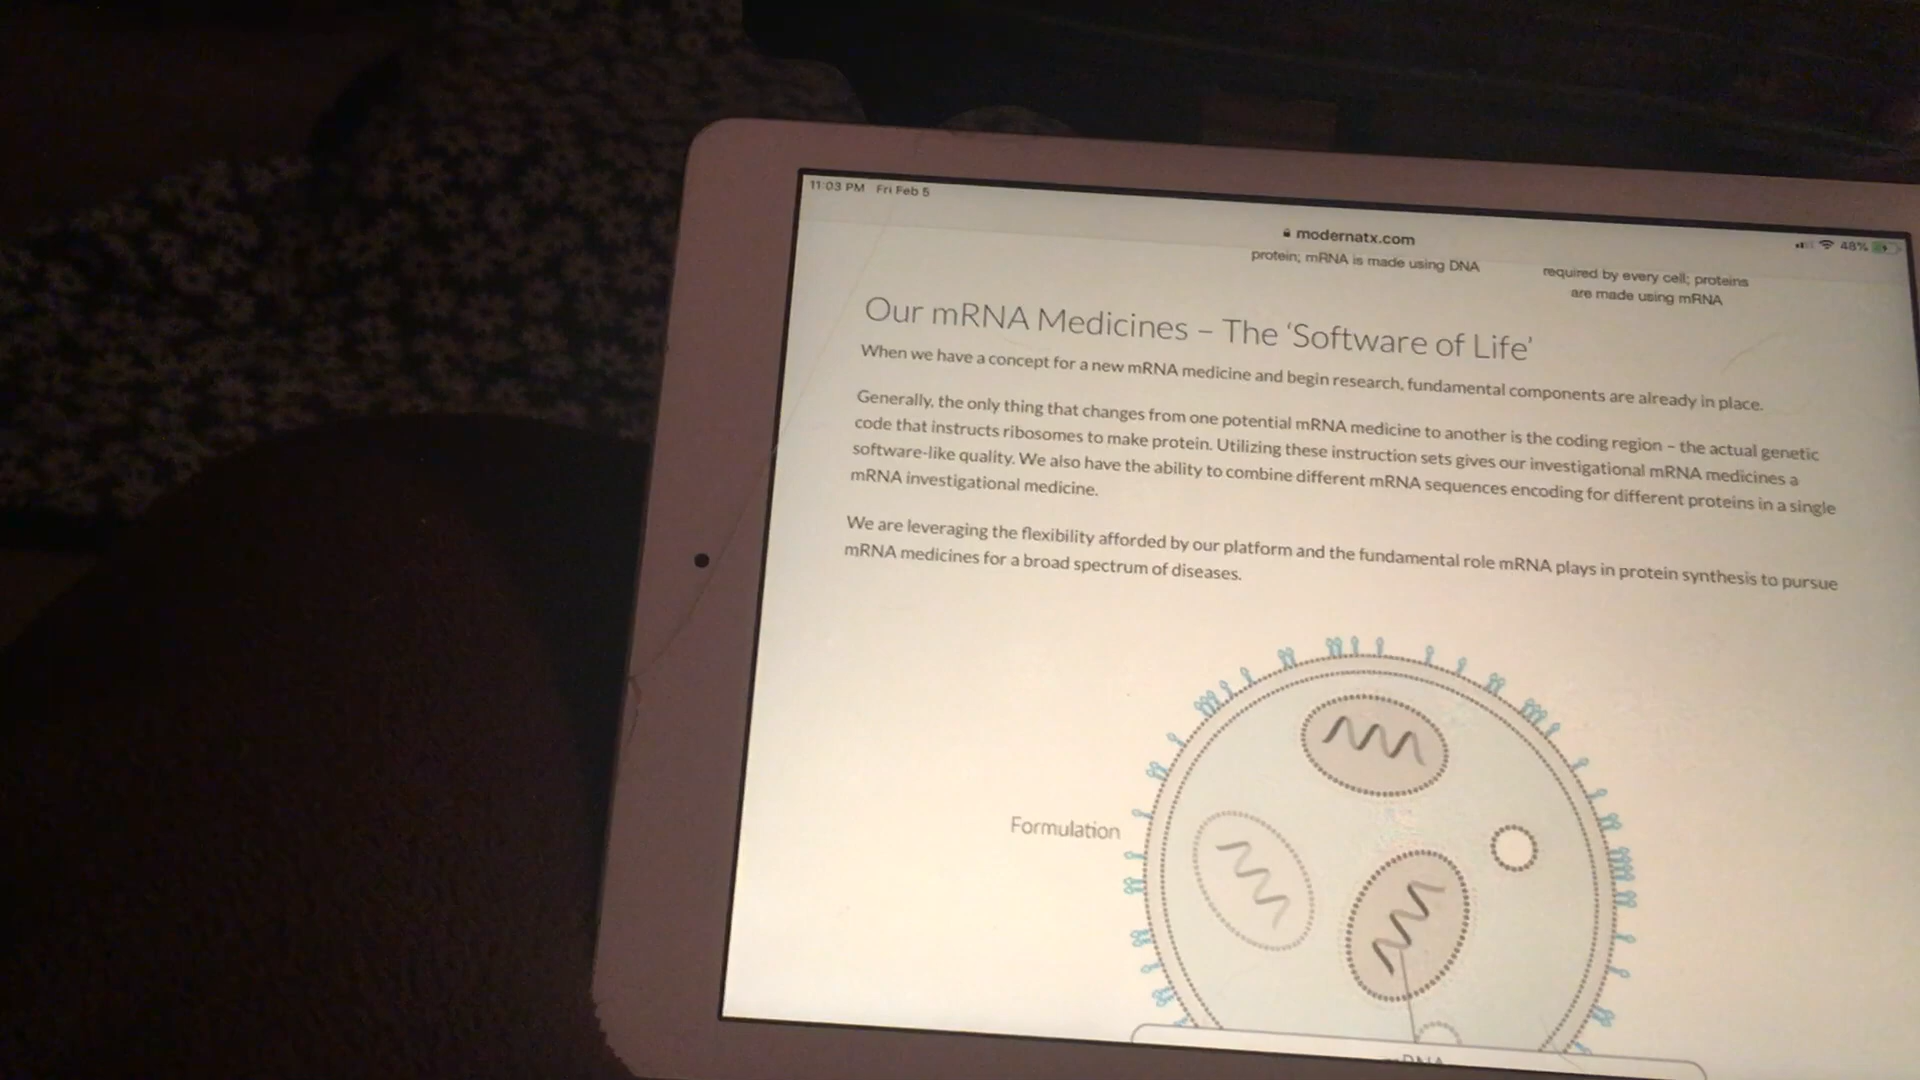 11:03 PM Fri Feb 5
modernatx.com
48%
protein; mRNA is made using DNA
required by every cell; proteins
are made using mRNA
Our mRNA Medicines – The ‘Software of Life’
When we have a concept for a new mRNA medicine and begin research, fundamental components are already in place.
Generally, the only thing that changes from one potential mRNA medicine to another is the coding region – the actual genetic
code that instructs ribosomes to make protein. Utilizing these instruction sets gives our investigational mRNA medicines a
software-like quality. We also have the ability to combine different mRNA sequences encoding for different proteins in a single
mRNA investigational medicine.
We are leveraging the flexibility afforded by our platform and the fundamental role mRNA plays in protein synthesis to pursue
mRNA medicines for a broad spectrum of diseases.
Formulation